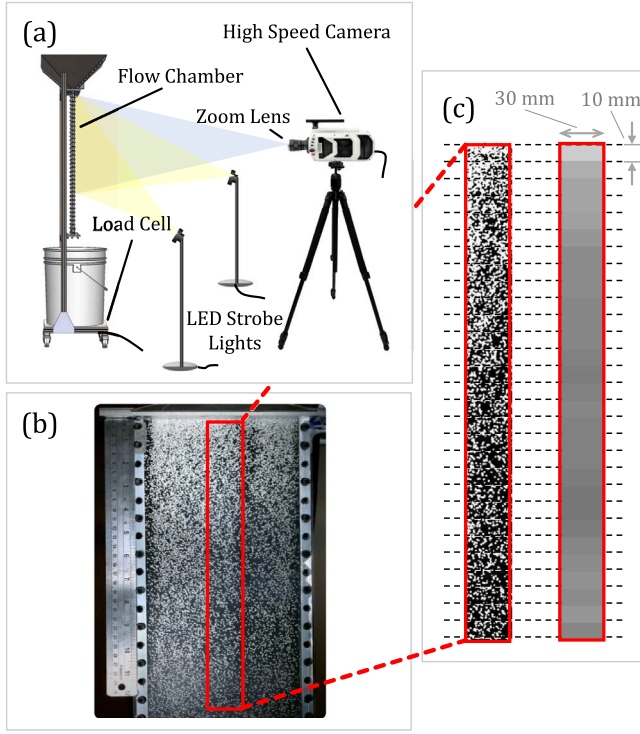 (a)
High Speed Camera
Flow Chamber
Zoom Lens
Load Cell
LED Strobe
Lights
(b)
(c)
30 mm
10 mm